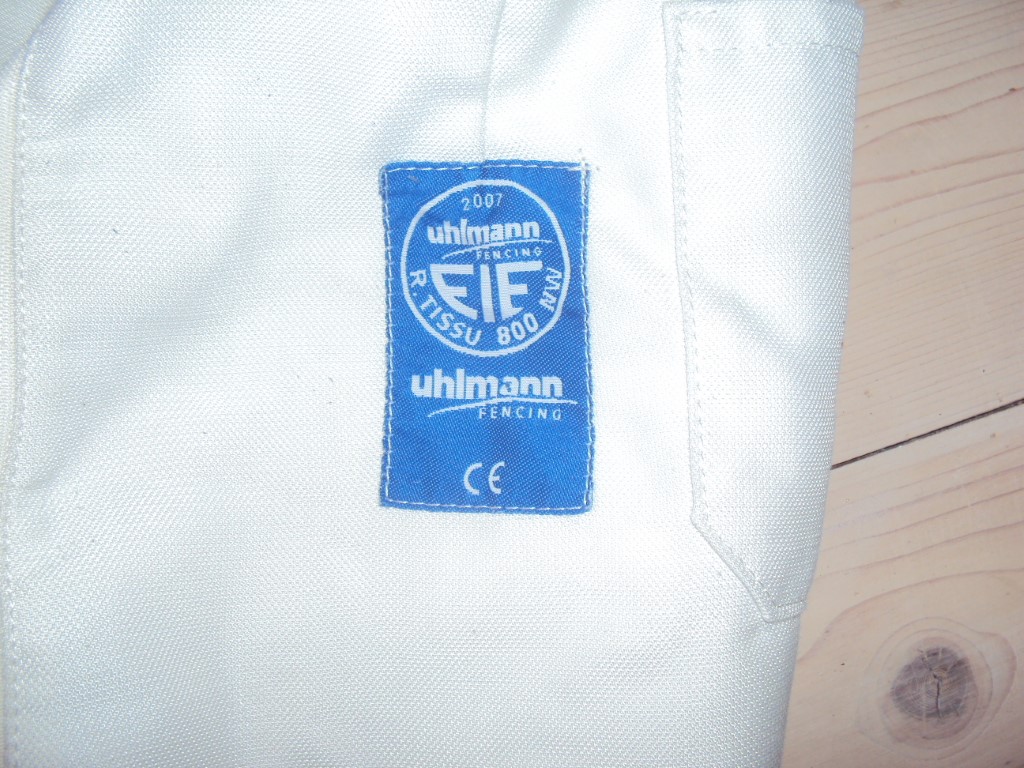 2007
uhlmann
FENCING
FIE
R. TISSU 800 NW
uhlmann
FENCING
CE